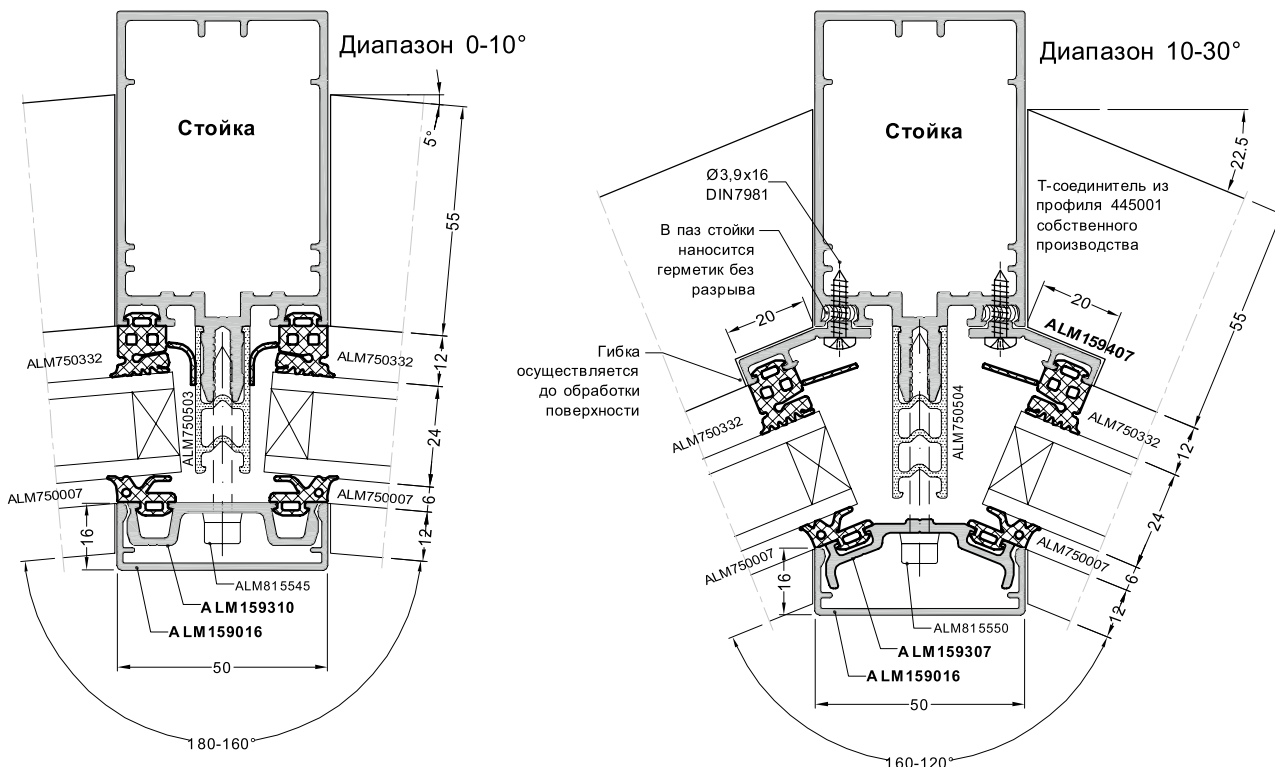 Диапазон 0-10°
Стойка
5°
55
ALM750332
ALM750332
12
ALM750503
24
ALM750007
ALM750007
6
16
12
ALM815545
ALM159310
ALM159016
50
180-160°
Диапазон 10-30°
Стойка
22.5
Ø3,9x16
DIN7981
Т-соединитель из
профиля 445001
собственного
производства
В паз стойки
наносится
герметик без
разрыва
20
20
ALM159407
55
Гибка
осуществляется
до обработки
поверхности
ALM750332
ALM750504
ALM750332
12
24
ALM750007
ALM750007
16
6
12
ALM815550
ALM159307
ALM159016
50
160-120°